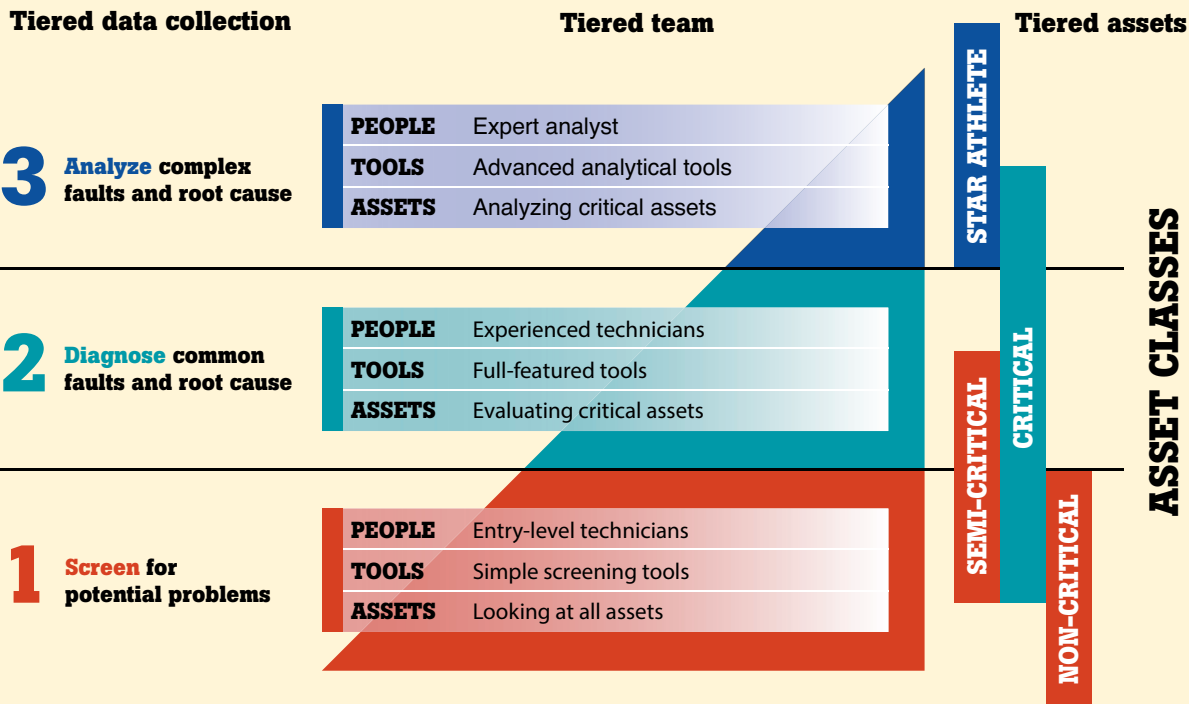 Tiered data collection
Tiered team
Tiered assets
3
Analyze complex
faults and root cause
PEOPLE Expert analyst
TOOLS Advanced analytical tools
ASSETS Analyzing critical assets
2
Diagnose common
faults and root cause
PEOPLE Experienced technicians
TOOLS Full-featured tools
ASSETS Evaluating critical assets
1
Screen for
potential problems
PEOPLE Entry-level technicians
TOOLS Simple screening tools
ASSETS Looking at all assets
STAR ATHLETE
SEMI-CRITICAL
CRITICAL
NON-CRITICAL
ASSET CLASSES